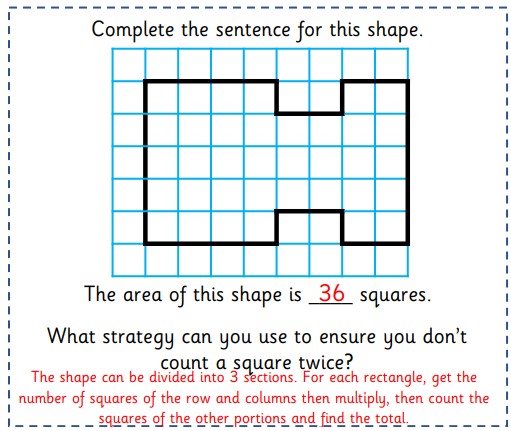 Complete the sentence for this shape.
The area of this shape is 36 squares.
What strategy can you use to ensure you don't
count a square twice?
The shape can be divided into 3 sections. For each rectangle, get the
number of squares of the row and columns then multiply, then count the
squares of the other portions and find the total.